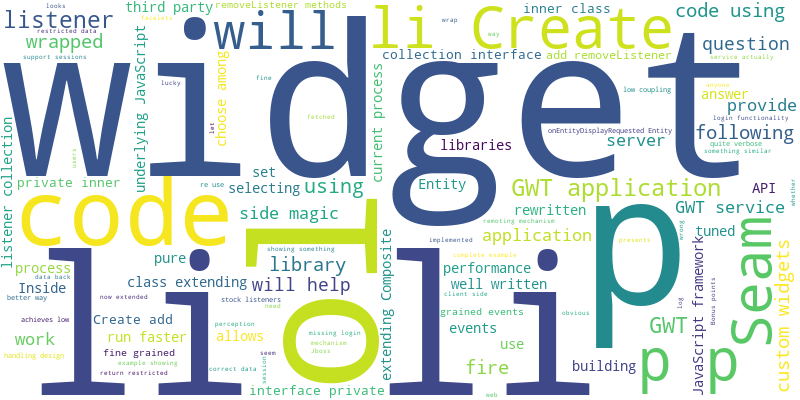 looks
third party
removeListener methods
inner class
code using
facelets
listener
restricted data
will
li
wrap
Create
wrapped
way
question
support sessions
collection interface
add removeListener
service actually
widget
underlying JavaScript
choose among
lucky
fine
current process
low coupling
anyone
answer
provide
let
fetched
onEntityDisplayRequested Entity
login functionality
following
libraries
server
quite verbose
something similar
users
listener collection
private inner
re use
set
selecting
using
Entity
GWT application
API
whether
code
side magic
rewritten
GWT service
to
p
remoting mechanism
implemented
application
tuned
wrong
pure
showing something
complete example
process
data back
library
extending Composite
performance
presents
Inside
class extending
will help
well written
better way
now extended
stock listeners
client side
log
JavaScript framework
Bonus points
Seam
custom widgets
achieves low
Create add
need
grained events
obvious
work
run faster
perception
allows
missing login
events
GWT
handling design
fine grained
mechanism
seem
Jboss
use
example showing
session
fire
building
return restricted
correct data
p
p
li
li
interface private
web